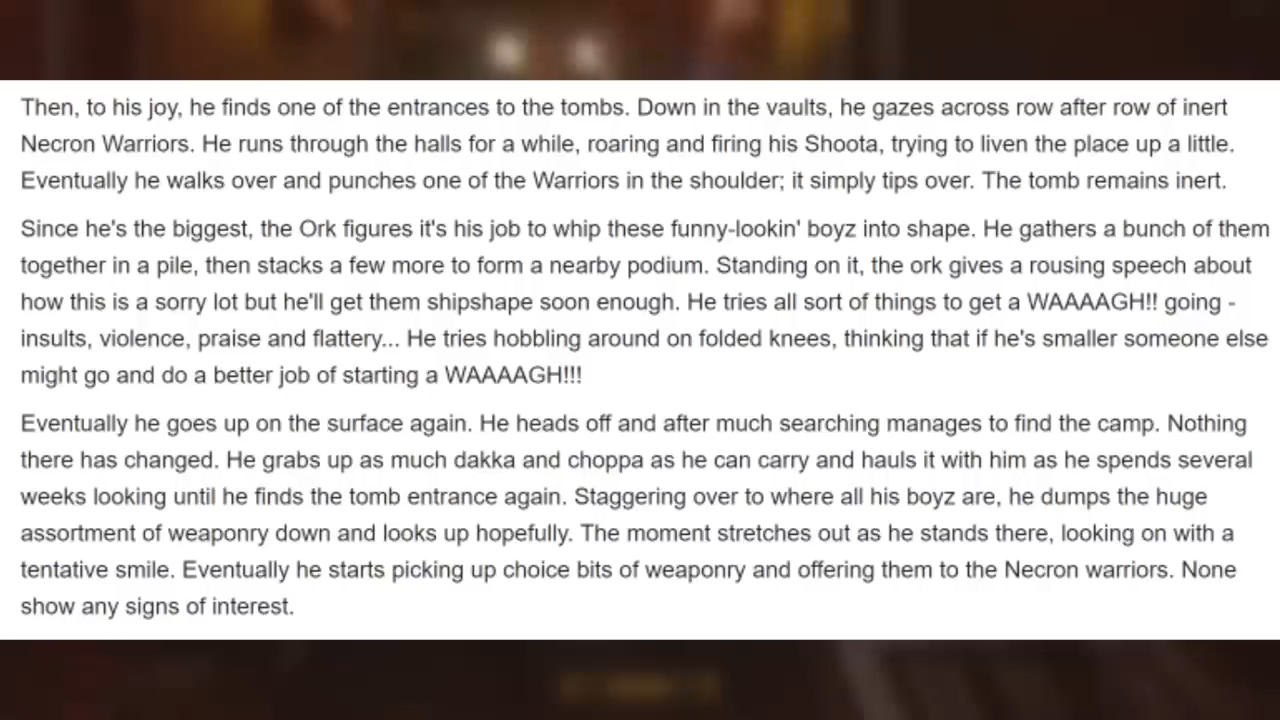 Then, to his joy, he finds one of the entrances to the tombs. Down in the vaults, he gazes across row after row of inert
Necron Warriors. He runs through the halls for a while, roaring and firing his Shoota, trying to liven the place up a little.
Eventually he walks over and punches one of the Warriors in the shoulder; it simply tips over. The tomb remains inert.
Since he's the biggest, the Ork figures it's his job to whip these funny-lookin' boyz into shape. He gathers a bunch of them
together in a pile, then stacks a few more to form a nearby podium. Standing on it, the ork gives a rousing speech about
how this is a sorry lot but he'll get them shipshape soon enough. He tries all sort of things to get a WAAAAGH!! going -
insults, violence, praise and flattery... He tries hobbling around on folded knees, thinking that if he's smaller someone else
might go and do a better job of starting a WAAAAGH!!!
Eventually he goes up on the surface again. He heads off and after much searching manages to find the camp. Nothing
there has changed. He grabs up as much dakka and choppa as he can carry and hauls it with him as he spends several
weeks looking until he finds the tomb entrance again. Staggering over to where all his boyz are, he dumps the huge
assortment of weaponry down and looks up hopefully. The moment stretches out as he stands there, looking on with a
tentative smile. Eventually he starts picking up choice bits of weaponry and offering them to the Necron warriors. None
show any signs of interest.